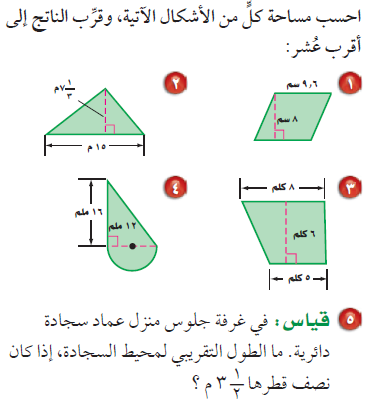 احسب مساحة كلٍّ من الأشكال الآتية، وقرِّب الناتج إلى
أقرب عُشر:
١
٩,٦ سم
٨ سم
٢
٧ ١/٣ م
١٥ م
٣
٨ كلم
٦ كلم
٥ كلم
٤
١٦ ملم
١٢ ملم
٥ قياس: في غرفة جلوس منزل عماد سجادة
دائرية. ما الطول التقريبي لمحيط السجادة، إذا كان
نصف قطرها ٣ ١/٢ م ؟